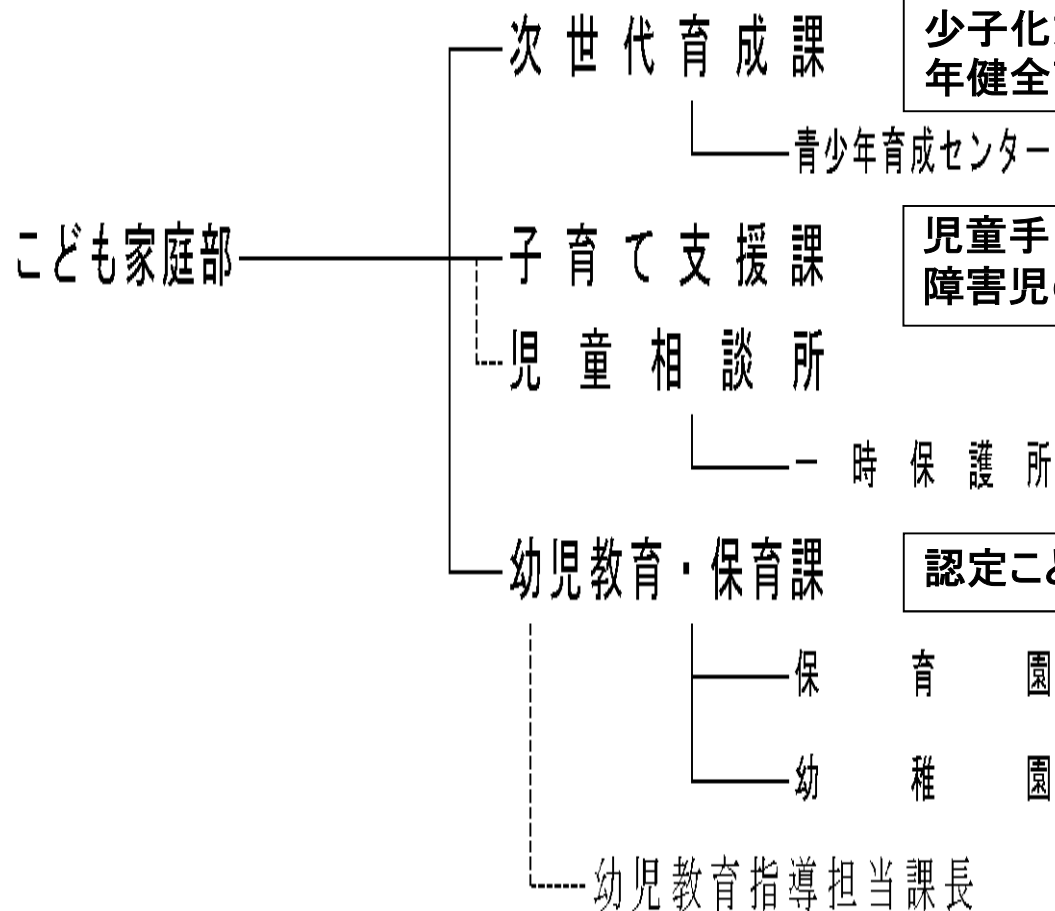 次世代育成課
少子化
年健全
青少年育成センター
こども家庭部
子育て支援課
児童手
障害児
児童相談所
一時保護所
幼児教育・保育課
認定こ
保育園
幼稚園
幼児教育指導担当課長